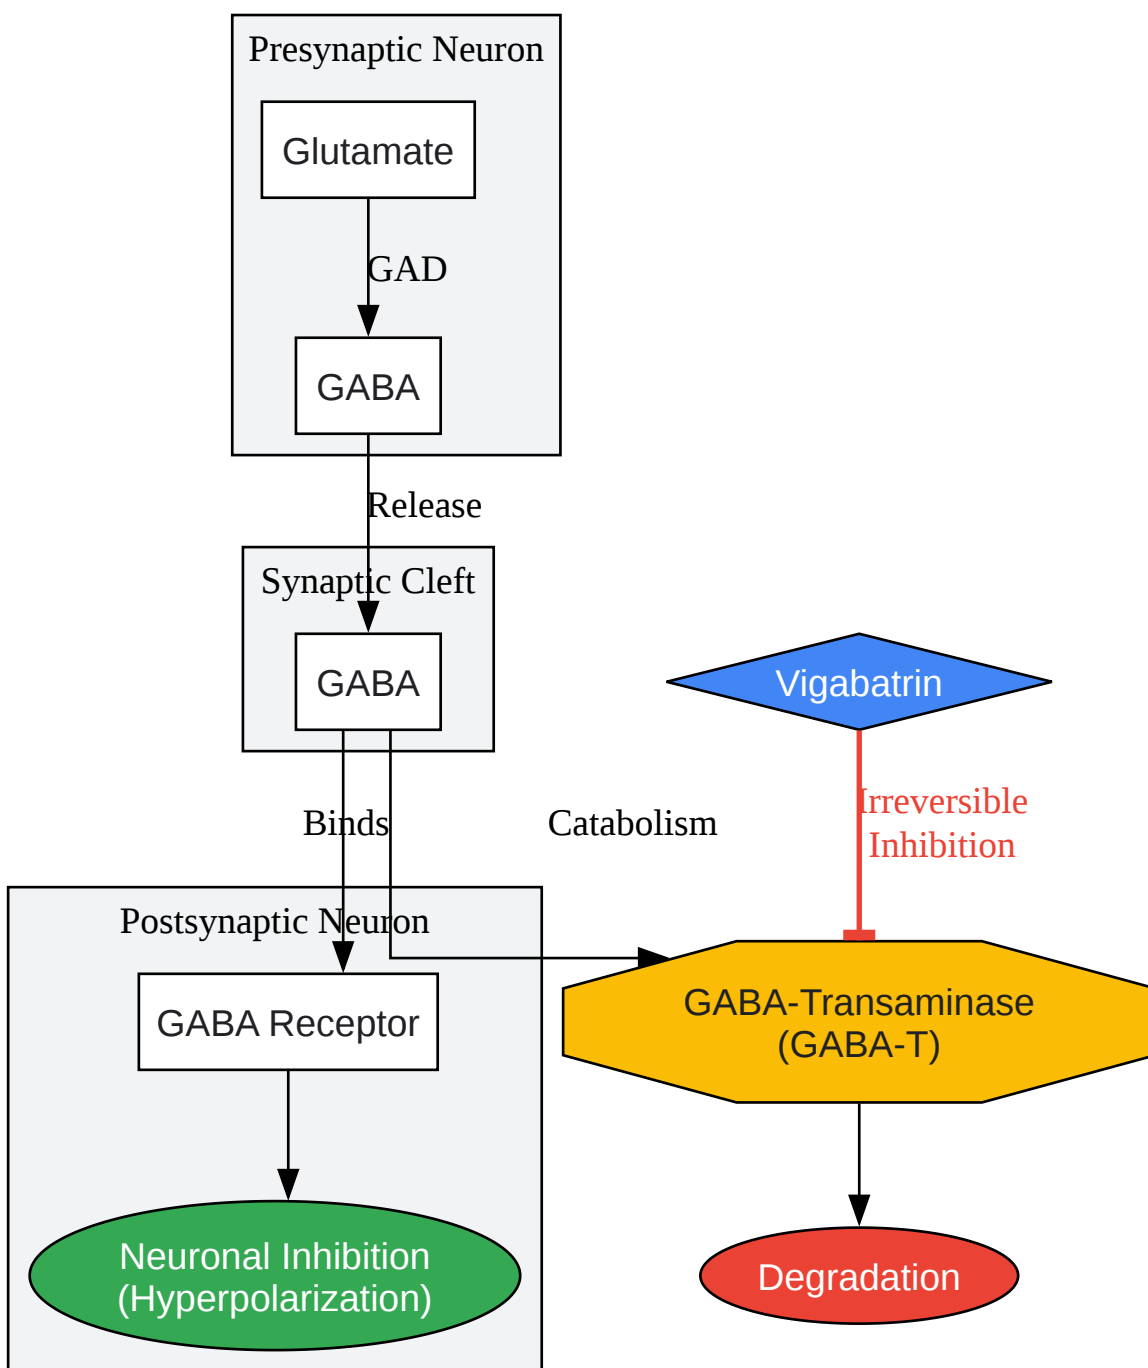 Presynaptic Neuron
Glutamate
GAD
GABA
Release
Synaptic Cleft
GABA
Vigabatrin
Binds
Catabolism
Irreversible
Inhibition
Postsynaptic Neuron
GABA Receptor
GABA-Transaminase
(GABA-T)
Neuronal Inhibition
(Hyperpolarization)
Degradation